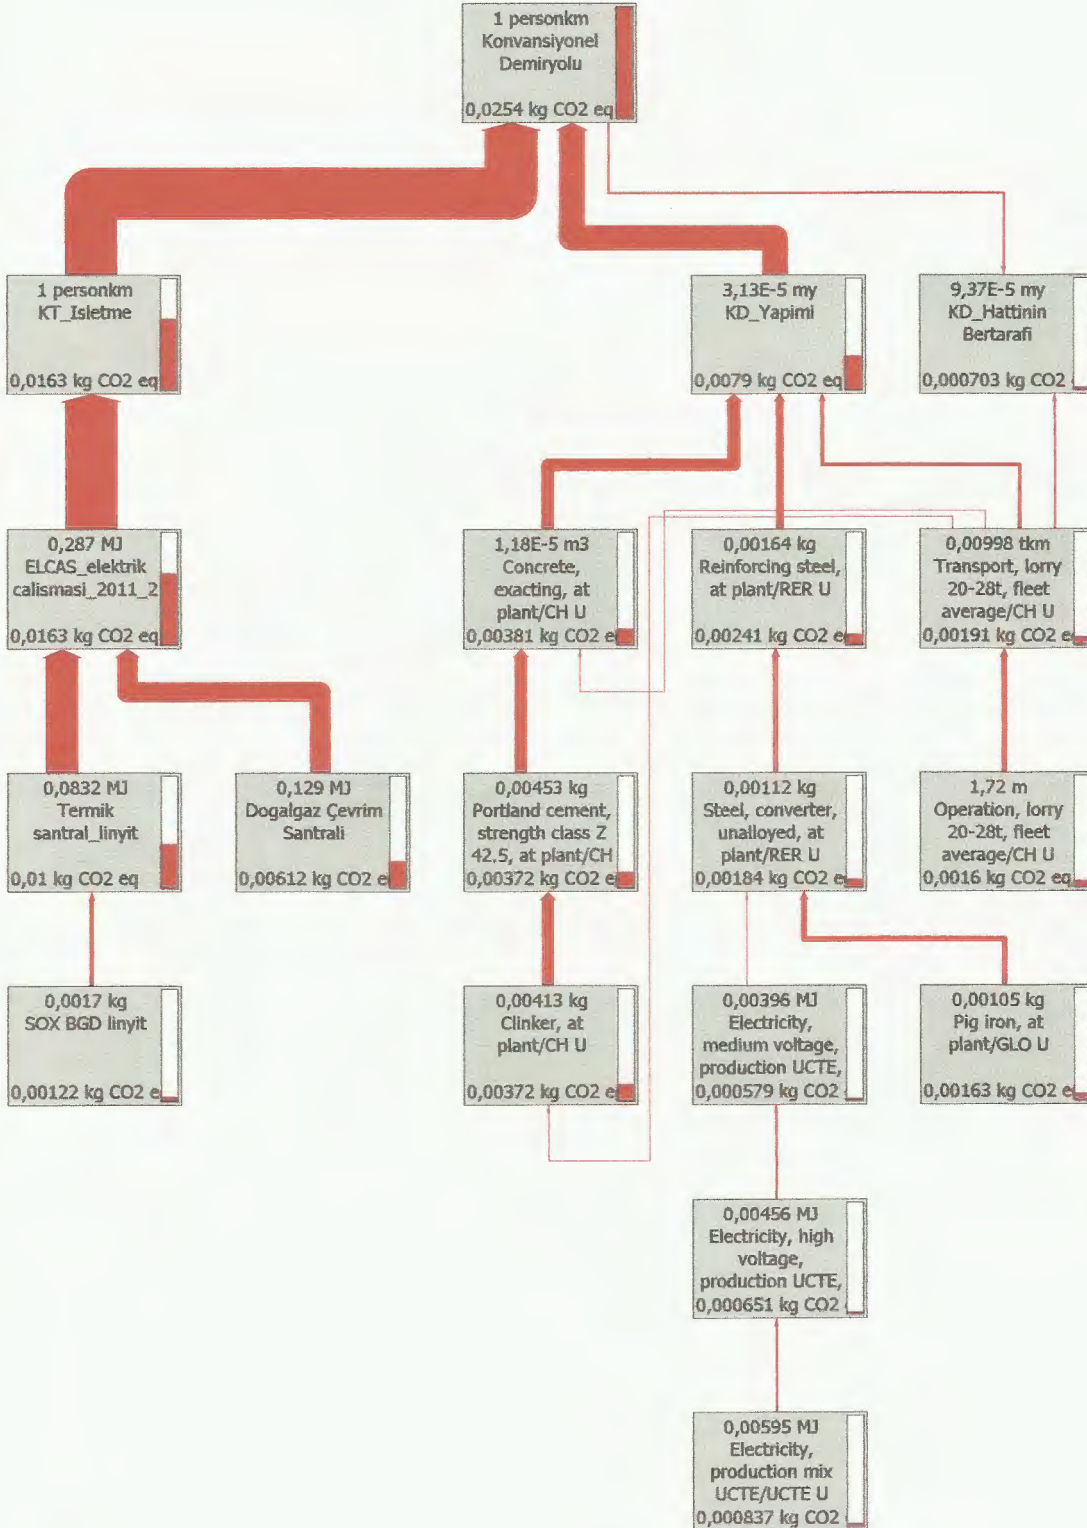 1 personkm
Konvansiyonel
Demiryolu
0,0254 kg CO2 eq
1 personkm
KT_Isletme
0,0163 kg CO2 eq
3,13E-5 my
KD_Yapimi
0,0079 kg CO2 eq
9,37E-5 my
KD_Hattinin
Bertarafi
0,000703 kg CO2
0,287 MJ
ELCAS_elektrik
calismasi_2011_2
0,0163 kg CO2 eq
1,18E-5 m3
Concrete,
exacting, at
plant/CH U
0,00381 kg CO2 e
0,00164 kg
Reinforcing steel,
at plant/RER U
0,00241 kg CO2 e
0,00998 tkm
Transport, lorry
20-28t, fleet
average/CH U
0,00191 kg CO2 e
0,0832 MJ
Termik
santral_linyit
0,01 kg CO2 eq
0,129 MJ
Dogalgaz Çevrim
Santrali
0,00612 kg CO2 e
0,00453 kg
Portland cement,
strength class Z
42.5, at plant/CH
0,00372 kg CO2 e
0,00112 kg
Steel, converter,
unalloyed, at
plant/RER U
0,00184 kg CO2 e
1,72 m
Operation, lorry
20-28t, fleet
average/CH U
0,0016 kg CO2 eq
0,0017 kg
SOX BGD linyit
0,00122 kg CO2 e
0,00413 kg
Clinker, at
plant/CH U
0,00372 kg CO2 e
0,00396 MJ
Electricity,
medium voltage,
production UCTE,
0,000579 kg CO2
0,00105 kg
Pig iron, at
plant/GLO U
0,00163 kg CO2 e
0,00456 MJ
Electricity, high
voltage,
production UCTE,
0,000651 kg CO2
0,00595 MJ
Electricity,
production mix
UCTE/UCTE U
0,000837 kg CO2